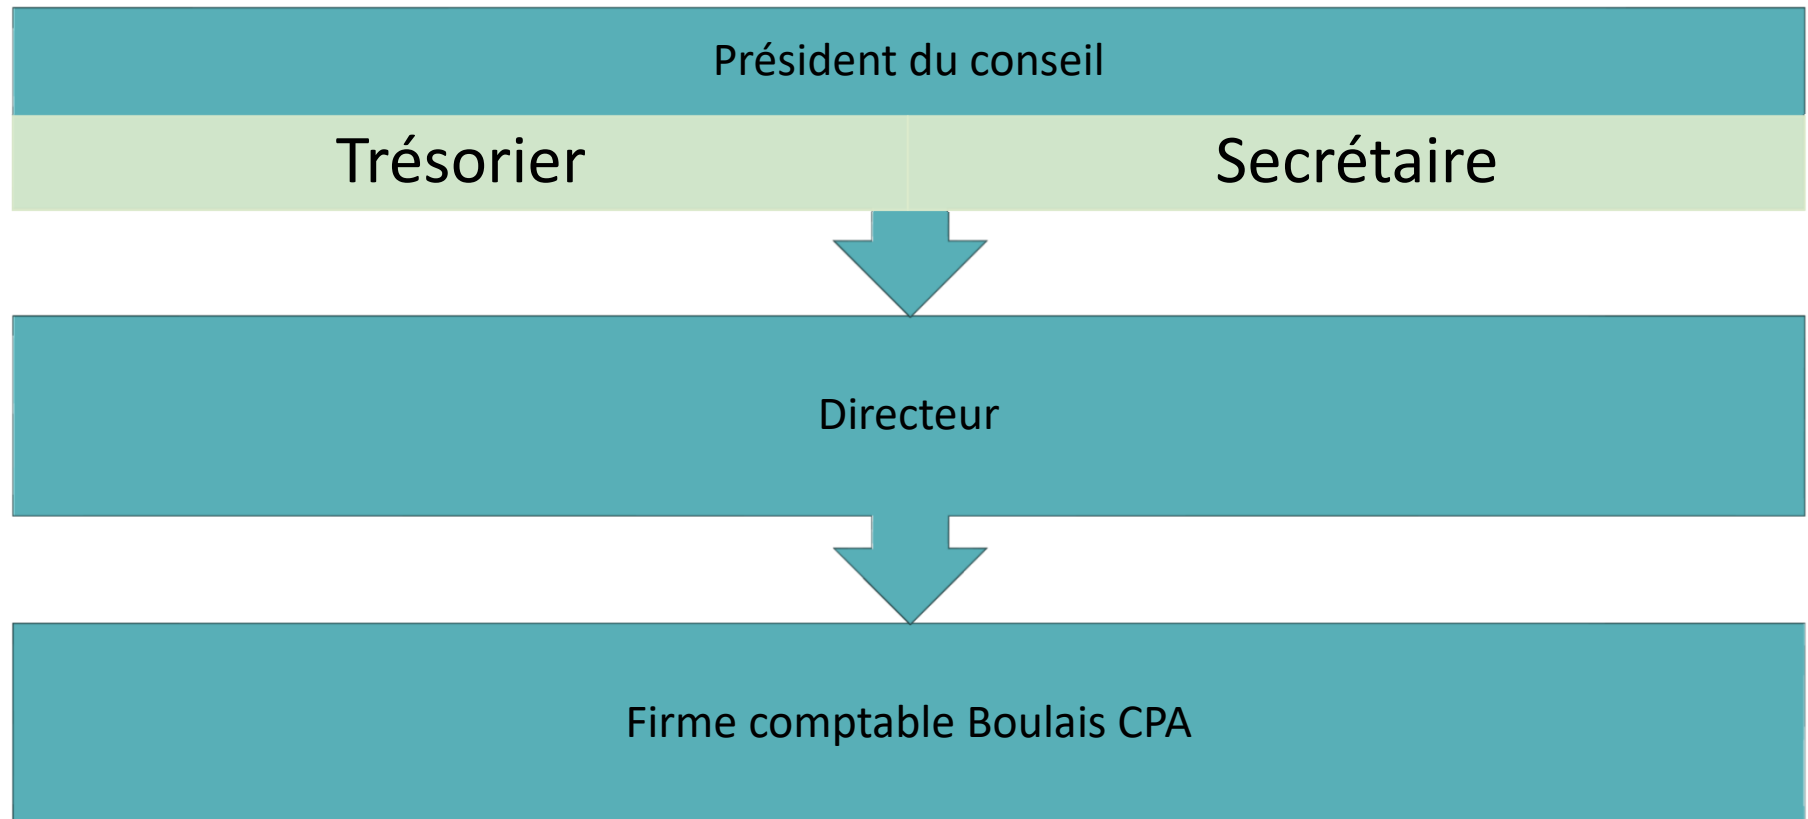 Président du conseil
Trésorier
Secrétaire
Directeur
Firme comptable Boulais CPA